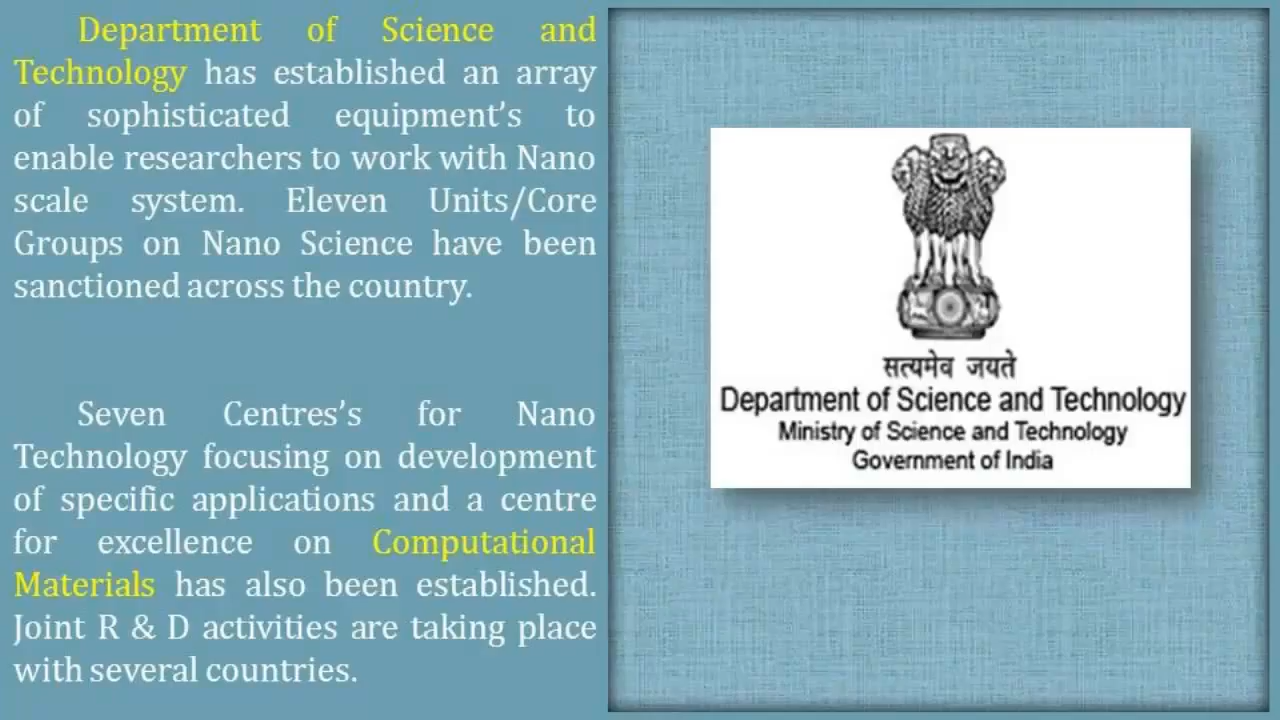 Department of Science and
Technology has established an array
of sophisticated equipment’s to
enable researchers to work with Nano
scale system. Eleven Units/Core
Groups on Nano Science have been
sanctioned across the country.
Seven Centres’s for Nano
Technology focusing on development
of specific applications and a centre
for excellence on Computational
Materials has also been established.
Joint R & D activities are taking place
with several countries.
सत्यमेव जयते
Department of Science and Technology
Ministry of Science and Technology
Government of India